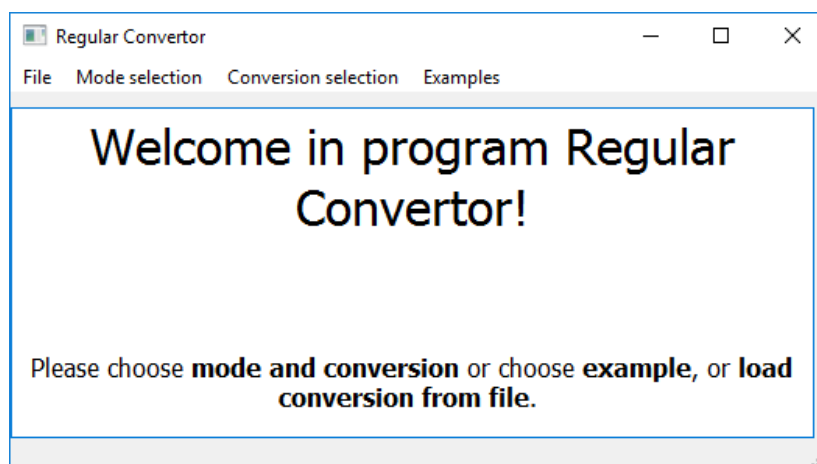 Regular Convertor
File Mode selection Conversion selection Examples
Welcome in program Regular
Convertor!
Please choose mode and conversion or choose example, or load
conversion from file.